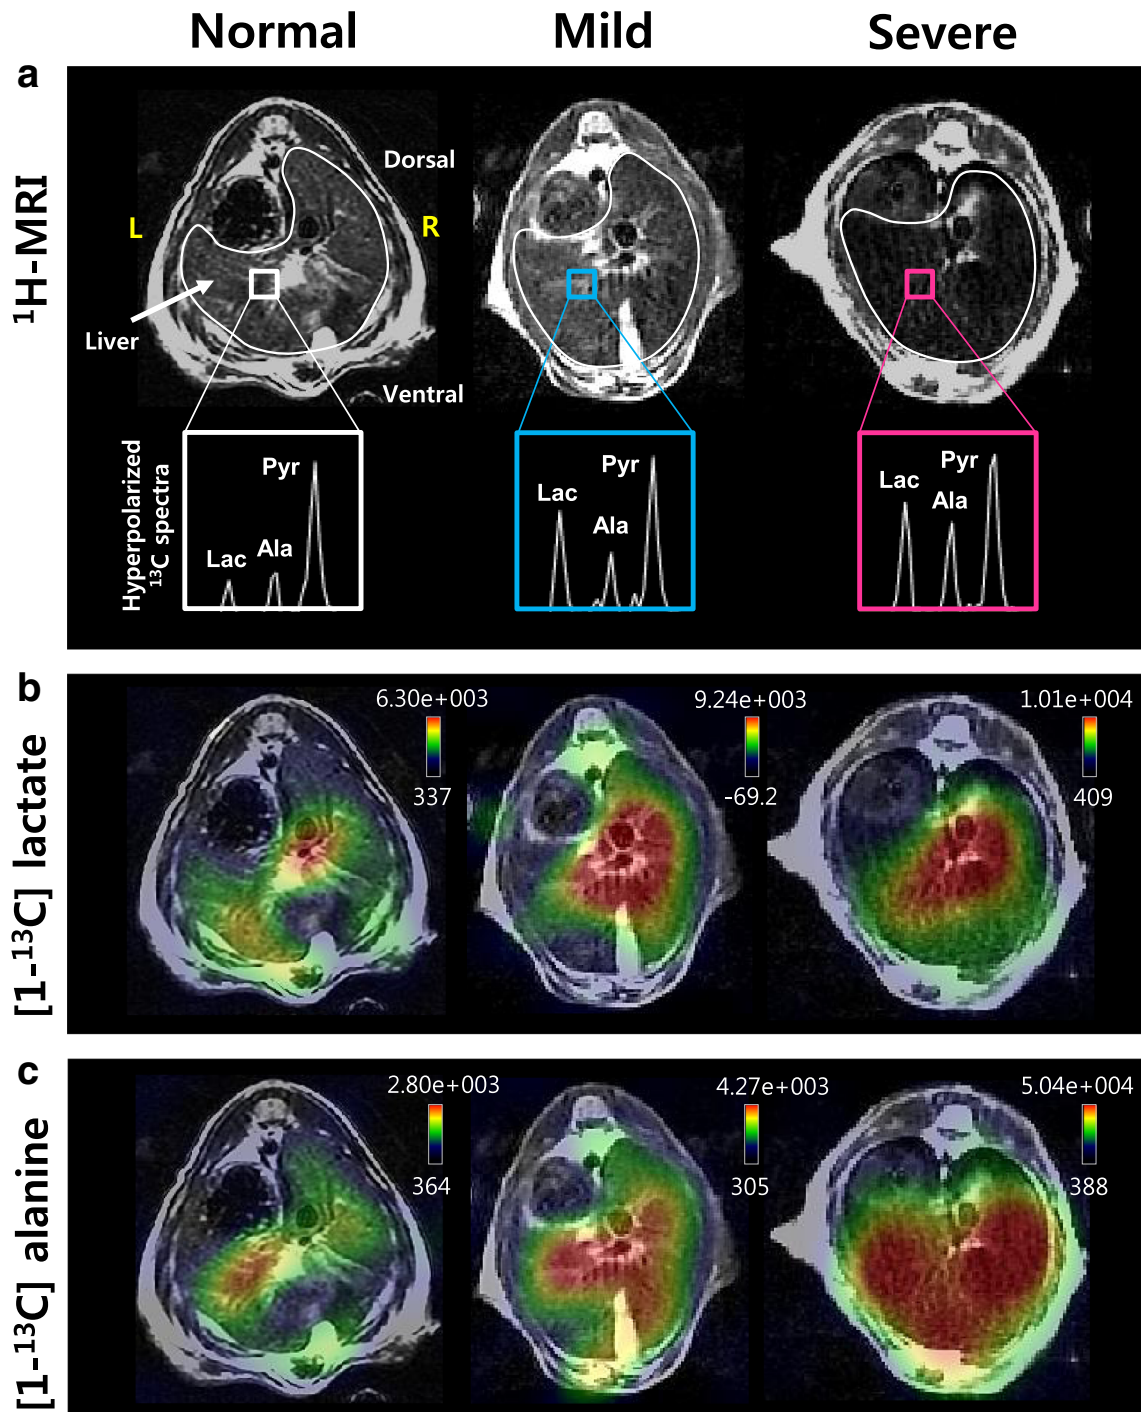 Normal Mild Severe
a
¹H-MRI
Dorsal
L R
Liver
Ventral
Hyperpolarized
¹³C spectra
Lac Ala Pyr
Lac Ala Pyr
Lac Ala Pyr
b
[1-¹³C] lactate
6.30e+003 9.24e+003 1.01e+004
337 -69.2 409
c
[1-¹³C] alanine
2.80e+003 4.27e+003 5.04e+004
364 305 388